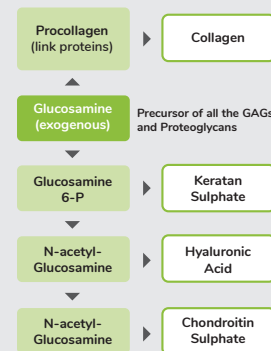 Procollagen
(link proteins)
Collagen
Glucosamine
(exogenous)
Precursor of all the GAGs
and Proteoglycans
Glucosamine
6-P
Keratan
Sulphate
N-acetyl-
Glucosamine
Hyaluronic
Acid
N-acetyl-
Glucosamine
Chondroitin
Sulphate